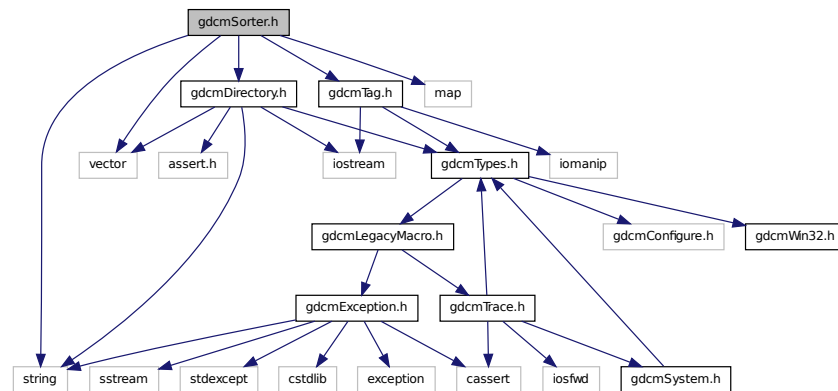 gdcmSorter.h
gdcmDirectory.h
gdcmTag.h
map
vector
assert.h
iostream
gdcmTypes.h
iomanip
gdcmLegacyMacro.h
gdcmConfigure.h
gdcmWin32.h
gdcmException.h
gdcmTrace.h
string
sstream
stdexcept
cstdlib
exception
cassert
iosfwd
gdcmSystem.h